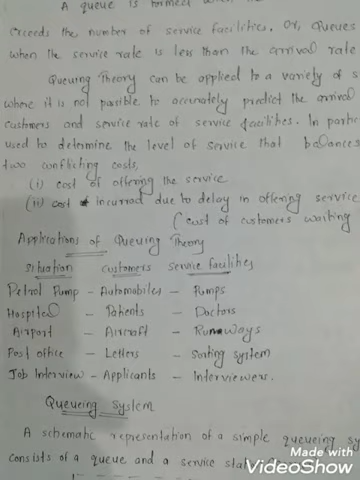 A queue is formed when the
exceeds the number of service facilities. Or, Queues
when the service rate is less than the arrival rate
Queuing Theory can be applied to a variety of s
where it is not posible to accurately predict the arrival
customers and service rate of service facilities. In partic
used to determine the level of service that balances
two conflicting costs,
(i) cost of offering the service
(ii) cost incurred due to delay in offering service
(cost of customers waiting
Applications of Queuing Theory
Situation customers service facilities
Petrol Pump - Automobiles - Pumps
Hospital - Patients - Doctors
Airport - Aircraft - Runways
Post office - Letters - Sorting system
Job Interview - Applicants - Interviewers.
Queueing System
A schematic representation of a simple queueing sy
consists of a queue and a service stat
Made with
VideoShow